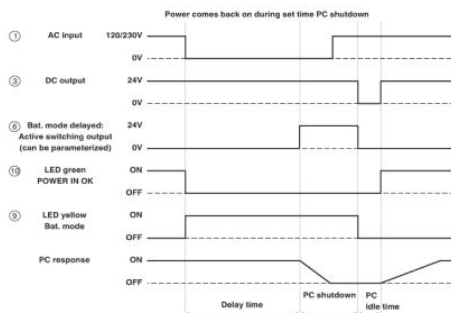 Power comes back on during set time PC shutdown
① AC input 120/230V
0V
③ DC output 24V
0V
⑥ Bat. mode delayed: 24V
Active switching output
(can be parameterized) 0V
⑩ LED green ON
POWER IN OK
OFF
⑨ LED yellow ON
Bat. mode
OFF
PC response ON
OFF
Delay time PC shutdown PC
idle time